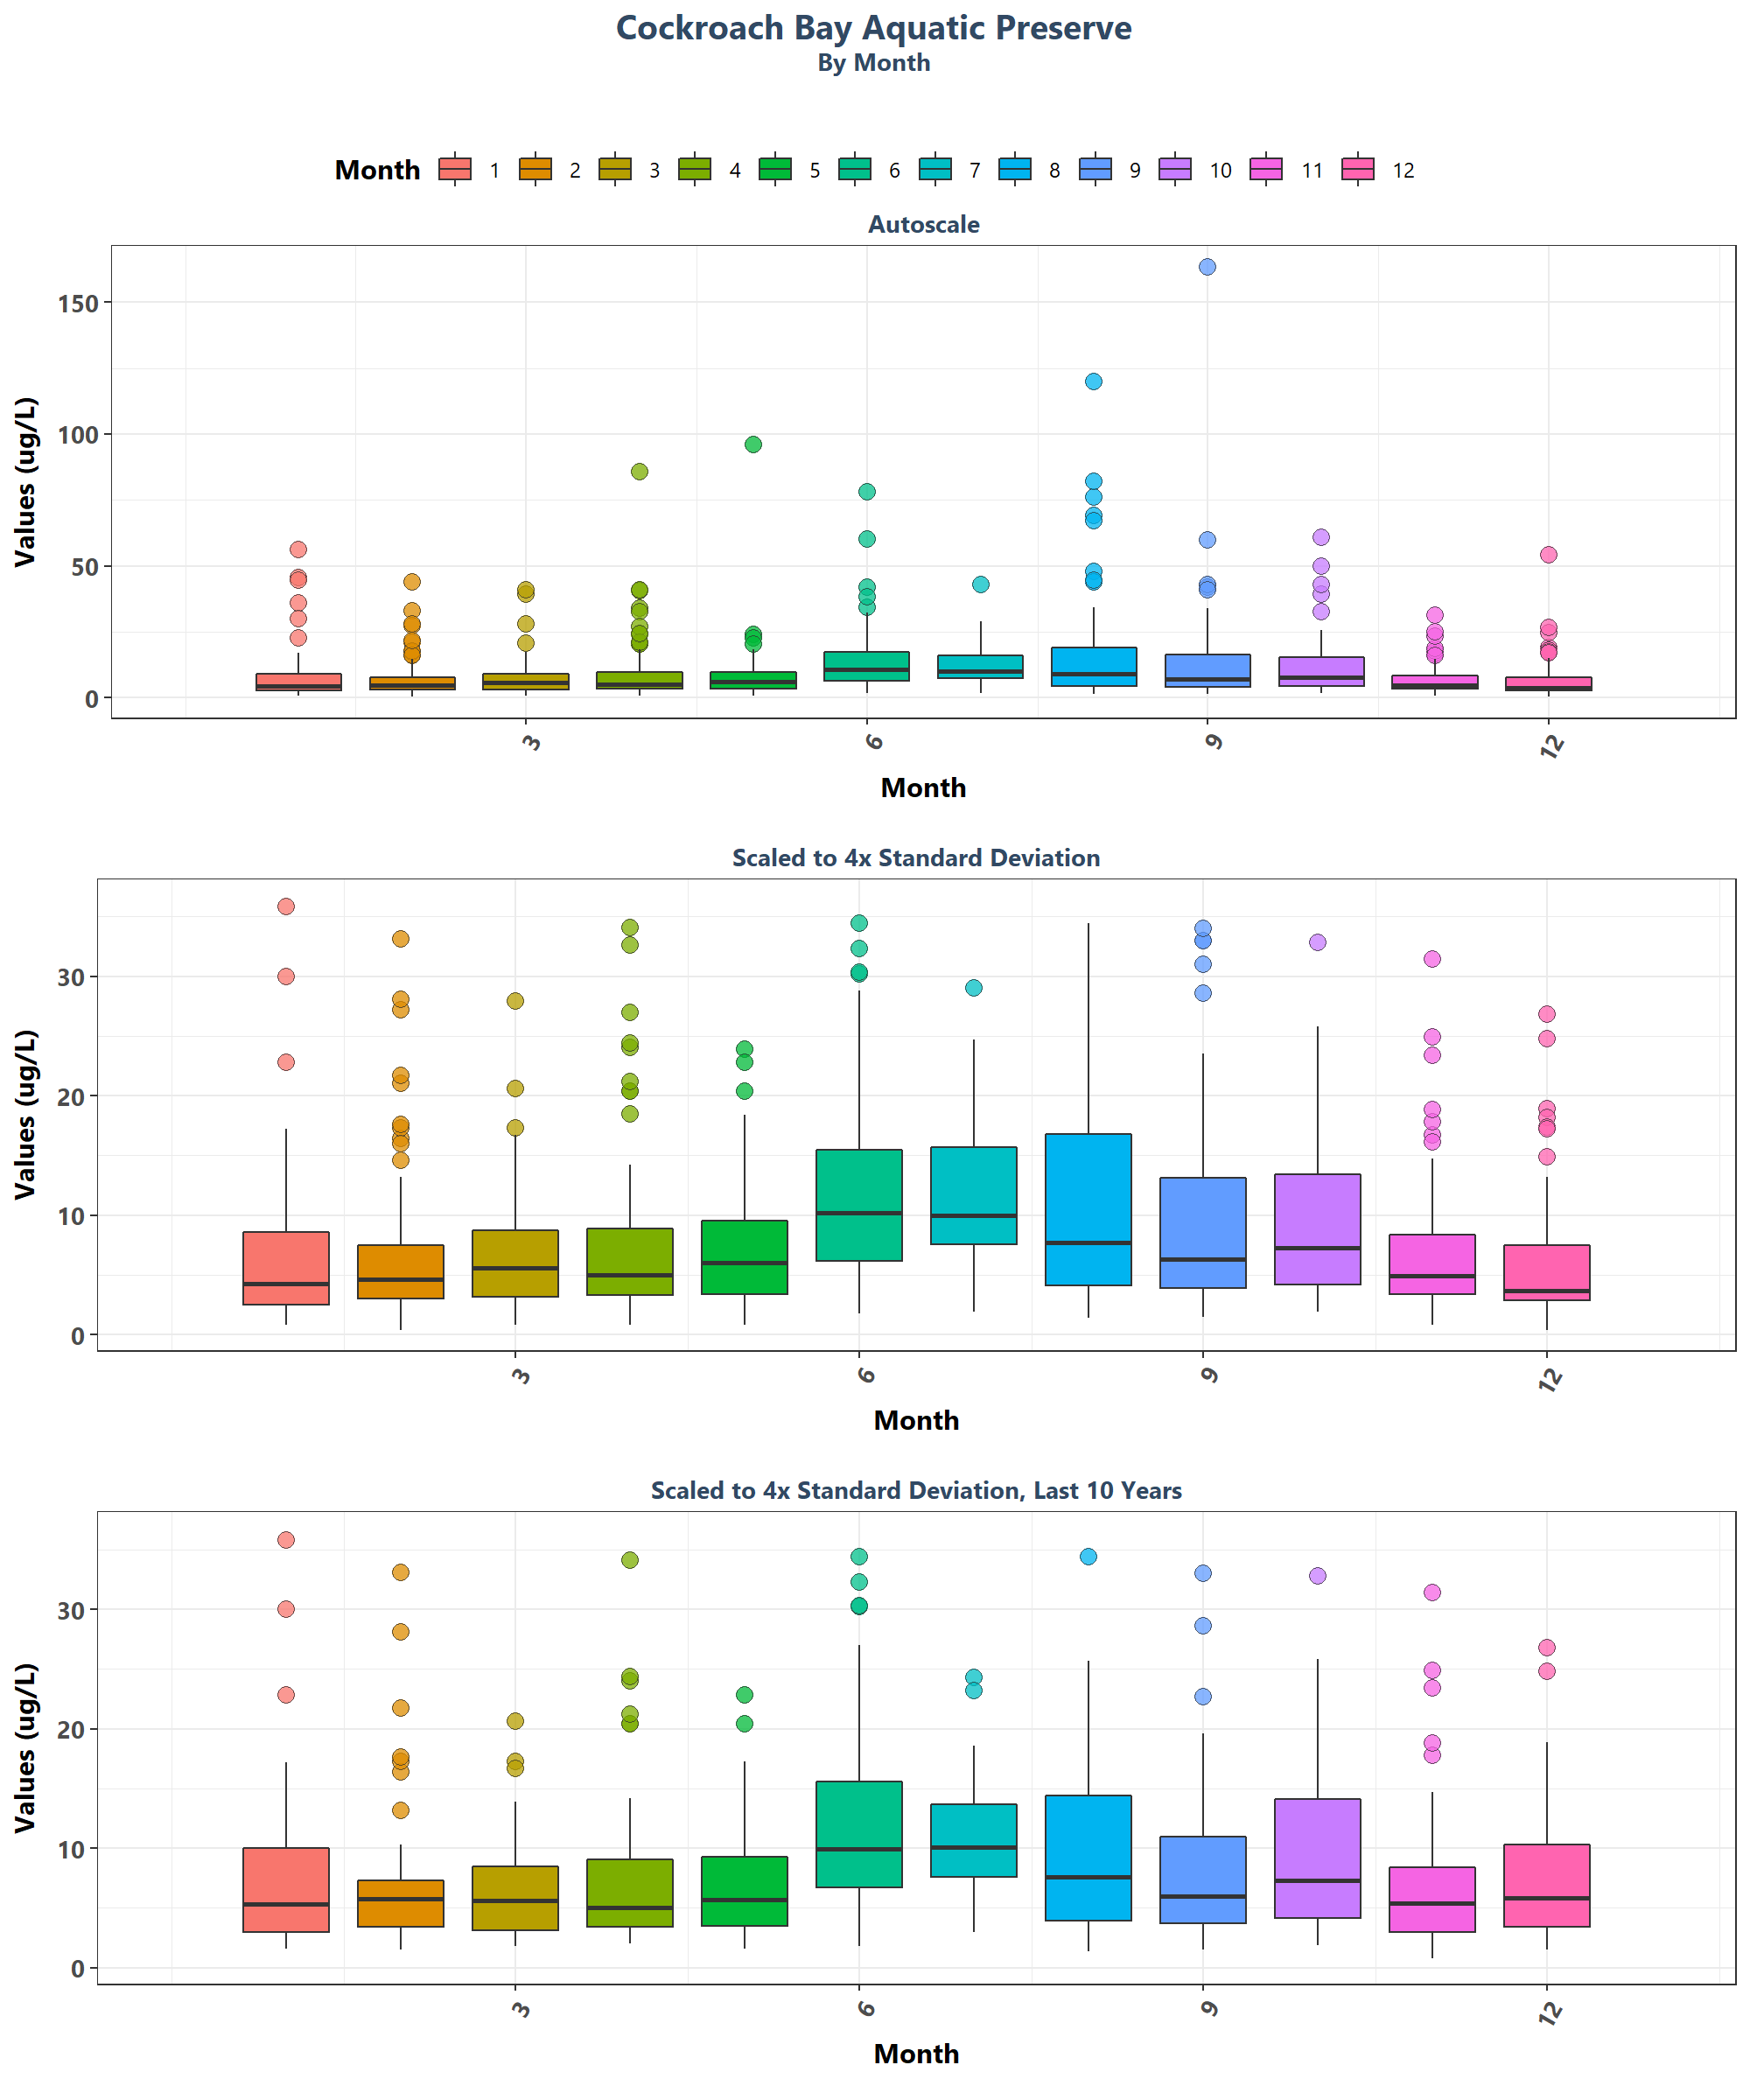 Cockroach Bay Aquatic Preserve
By Month
Month 1 2 3 4 5 6 7 8 9 10 11 12
Autoscale
Values (ug/L)
150
100
50
0
3 6 9 12
Month
Scaled to 4x Standard Deviation
Values (ug/L)
30
20
10
0
3 6 9 12
Month
Scaled to 4x Standard Deviation, Last 10 Years
Values (ug/L)
30
20
10
0
3 6 9 12
Month